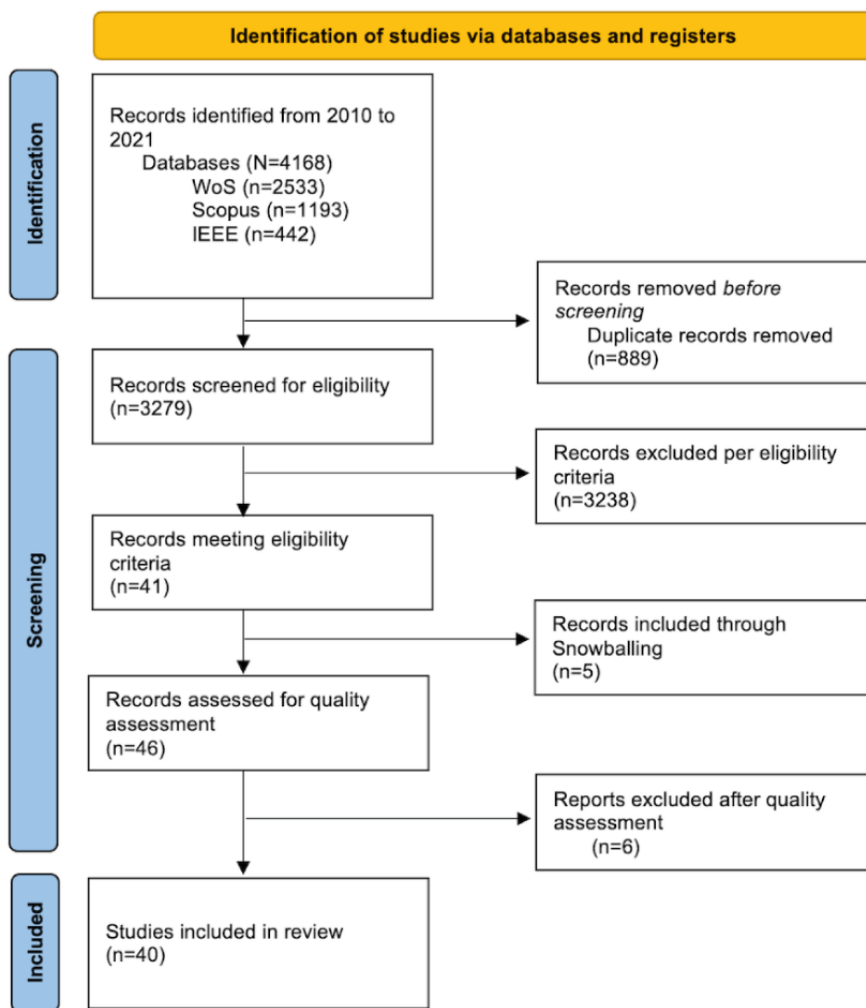 Identification of studies via databases and registers
Identification
Records identified from 2010 to
2021
Databases (N=4168)
WoS (n=2533)
Scopus (n=1193)
IEEE (n=442)
Records removed before
screening
Duplicate records removed
(n=889)
Screening
Records screened for eligibility
(n=3279)
Records excluded per eligibility
criteria
(n=3238)
Records meeting eligibility
criteria
(n=41)
Records included through
Snowballing
(n=5)
Records assessed for quality
assessment
(n=46)
Reports excluded after quality
assessment
(n=6)
Included
Studies included in review
(n=40)